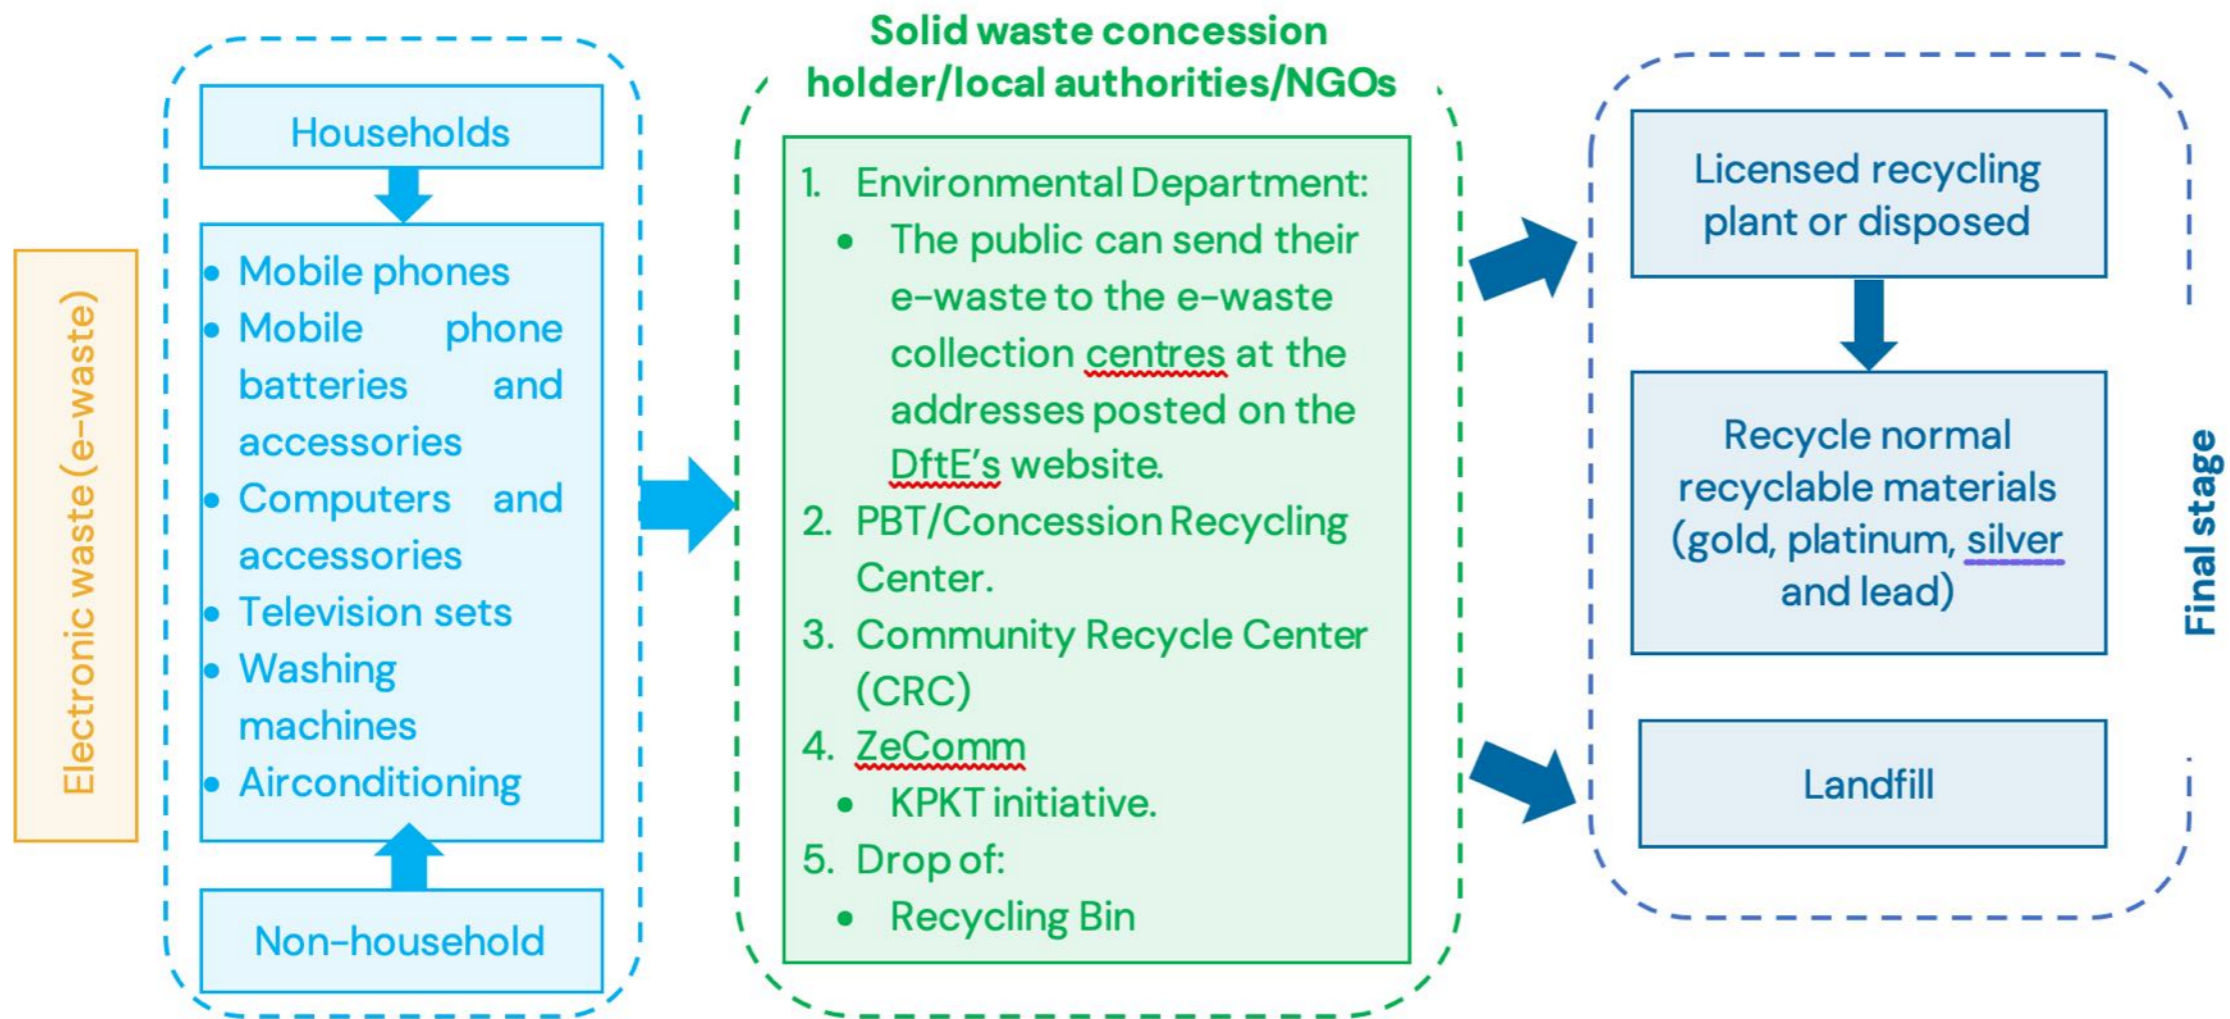 Electronic waste (e-waste)
Households
• Mobile phones
• Mobile phone
batteries and
accessories
• Computers and
accessories
• Television sets
• Washing
machines
• Airconditioning
Non-household
Solid waste concession
holder/local authorities/NGOs
1. Environmental Department:
• The public can send their
e-waste to the e-waste
collection centres at the
addresses posted on the
DftE's website.
2. PBT/Concession Recycling
Center.
3. Community Recycle Center
(CRC)
4. ZeComm
• KPKT initiative.
5. Drop of:
• Recycling Bin
Licensed recycling
plant or disposed
Recycle normal
recyclable materials
(gold, platinum, silver
and lead)
Landfill
Final stage